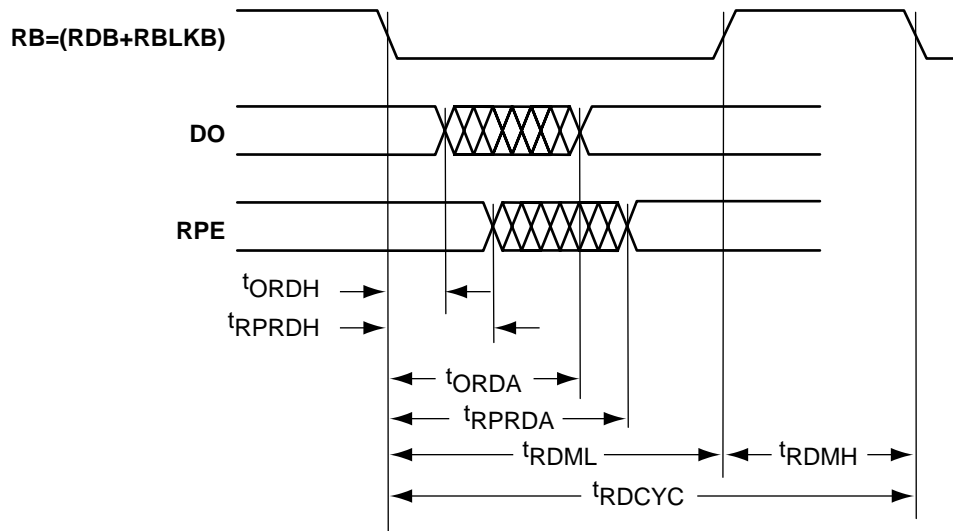 RB=(RDB+RBLKB)
DO
RPE
tORDH
tRPRDH
tORDA
tRPRDA
tRDML
tRDMH
tRDCYC